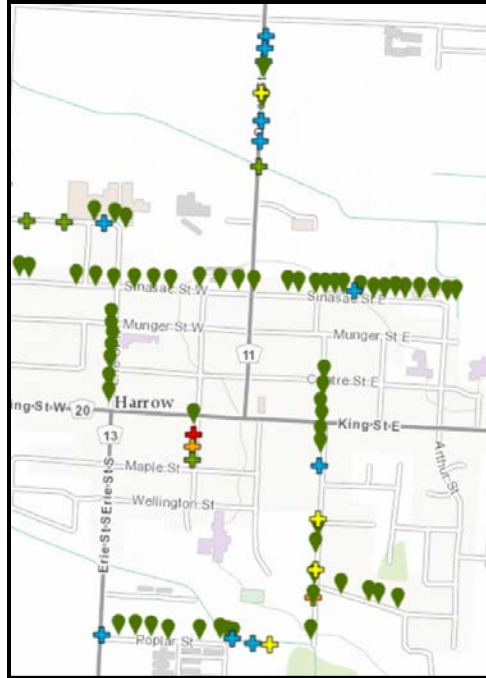 Sinasac St W
Sinasac St E
Munger St W
Munger St E
11
Centre St E
ing-St-W
20
Harrow
King-St-E
13
Maple St
Arthur St
Wellington St
Erie-St-S
Erie-St-S
Poplar St